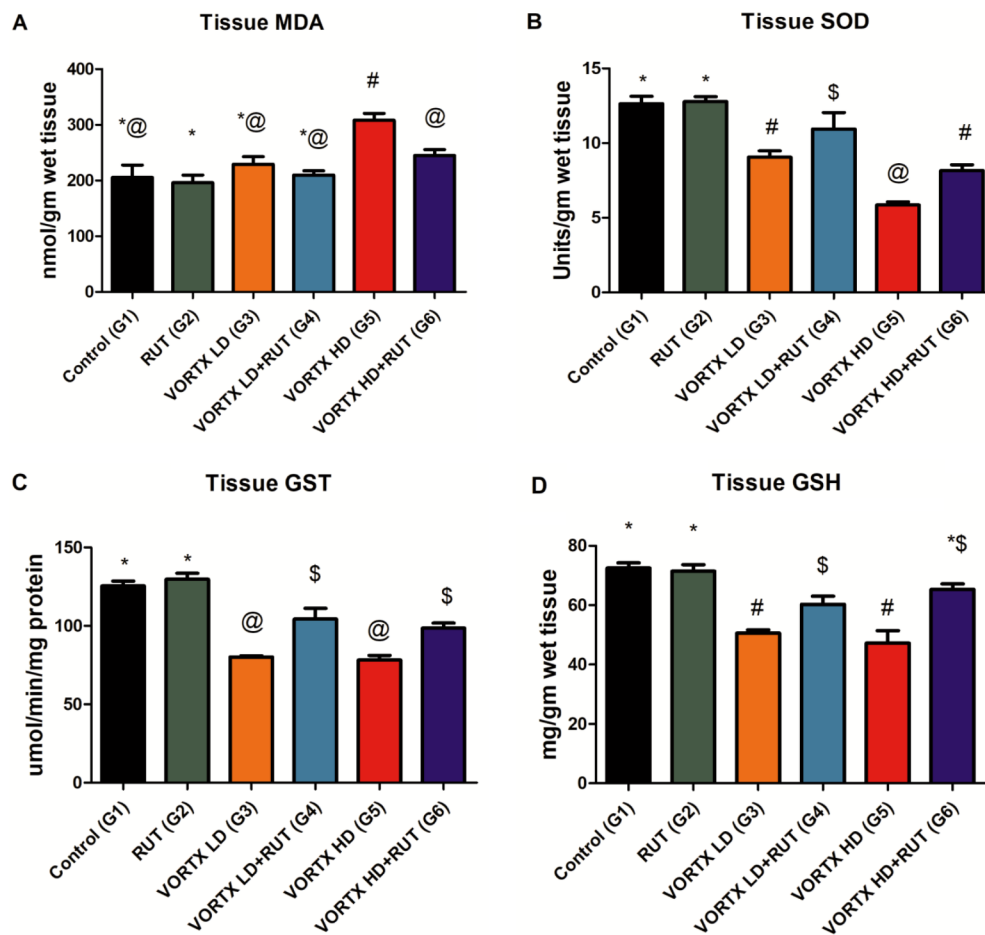 A
Tissue MDA
nmol/gm wet tissue
400
300
200
100
0
*@
*
*@
*@
#
@
Control (G1)
RUT (G2)
VORTX LD (G3)
VORTX LD+RUT (G4)
VORTX HD (G5)
VORTX HD+RUT (G6)
B
Tissue SOD
Units/gm wet tissue
15
10
5
0
*
*
#
$
@
#
Control (G1)
RUT (G2)
VORTX LD (G3)
VORTX LD+RUT (G4)
VORTX HD (G5)
VORTX HD+RUT (G6)
C
Tissue GST
umol/min/mg protein
150
100
50
0
*
*
@
$
@
$
Control (G1)
RUT (G2)
VORTX LD (G3)
VORTX LD+RUT (G4)
VORTX HD (G5)
VORTX HD+RUT (G6)
D
Tissue GSH
mg/gm wet tissue
80
60
40
20
0
*
*
#
$
#
*$
Control (G1)
RUT (G2)
VORTX LD (G3)
VORTX LD+RUT (G4)
VORTX HD (G5)
VORTX HD+RUT (G6)